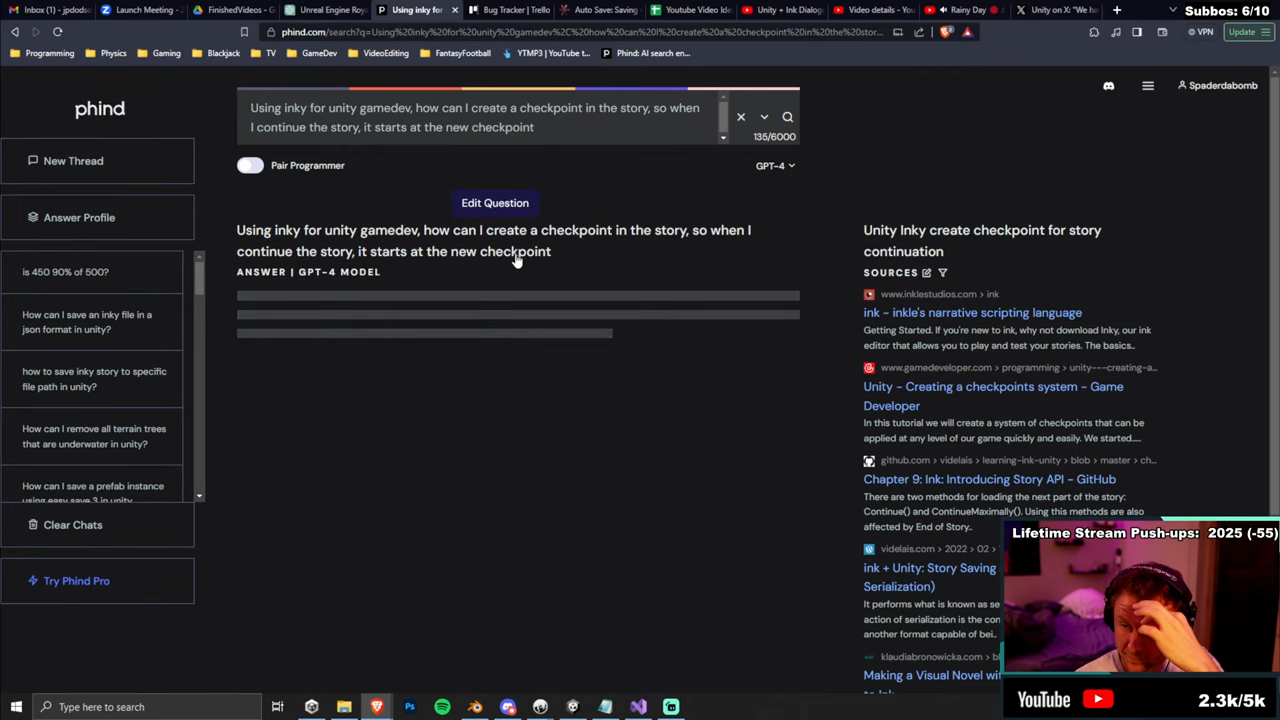 Inbox (1) - jpdods
Launch Meeting -
FinishedVideos - G
Unreal Engine Roy
Using inky for
Bug Tracker | Trello
Auto Save: Saving
Youtube Video Ide
Unity + Ink Dialog
Video details - You
Rainy Day
Unity on X: "We ha
Subbos: 6/10
phind.com/search?q=Using%20inky%20for%20unity%20gamedev%2C%20how%20can%20I%20create%20a%20checkpoint%20in%20the%20stor...
VPN
Update
Programming
Physics
Gaming
Blackjack
TV
GameDev
VideoEditing
FantasyFootball
YTMP3 | YouTube t...
Phind: AI search en...
phind
Using inky for unity gamedev, how can I create a checkpoint in the story, so when
I continue the story, it starts at the new checkpoint
135/6000
Spaderdabomb
Pair Programmer
GPT-4
New Thread
Answer Profile
is 450 90% of 500?
How can I save an inky file in a
json format in unity?
how to save inky story to specific
file path in unity?
How can I remove all terrain trees
that are underwater in unity?
How can I save a prefab instance
using easy save 3 in unity
Clear Chats
Try Phind Pro
Edit Question
Using inky for unity gamedev, how can I create a checkpoint in the story, so when I
continue the story, it starts at the new checkpoint
ANSWER | GPT-4 MODEL
Unity Inky create checkpoint for story
continuation
SOURCES
www.inklestudios.com > ink
ink - inkle's narrative scripting language
Getting Started. If you're new to ink, why not download Inky, our ink
editor that allows you to play and test your stories. The basics..
www.gamedeveloper.com > programming > unity---creating-a...
Unity - Creating a checkpoints system - Game
Developer
In this tutorial we will create a system of checkpoints that can be
applied at any level of our game quickly and easily. We started....
github.com > videlais > learning-ink-unity > blob > master > ch...
Chapter 9: Ink: Introducing Story API - GitHub
There are two methods for loading the next part of the story:
Continue() and ContinueMaximally(). Using this methods are also
affected by End of Story..
videlais.com > 2022 > 02 >
ink + Unity: Story Saving
Serialization)
It performs what is known as se
action of serialization is the con
another format capable of bei..
klaudiabronowicka.com > bl
Making a Visual Novel wit
to Ink
Lifetime Stream Push-ups: 2025 (-55)
YouTube
2.3k/5k
Type here to search